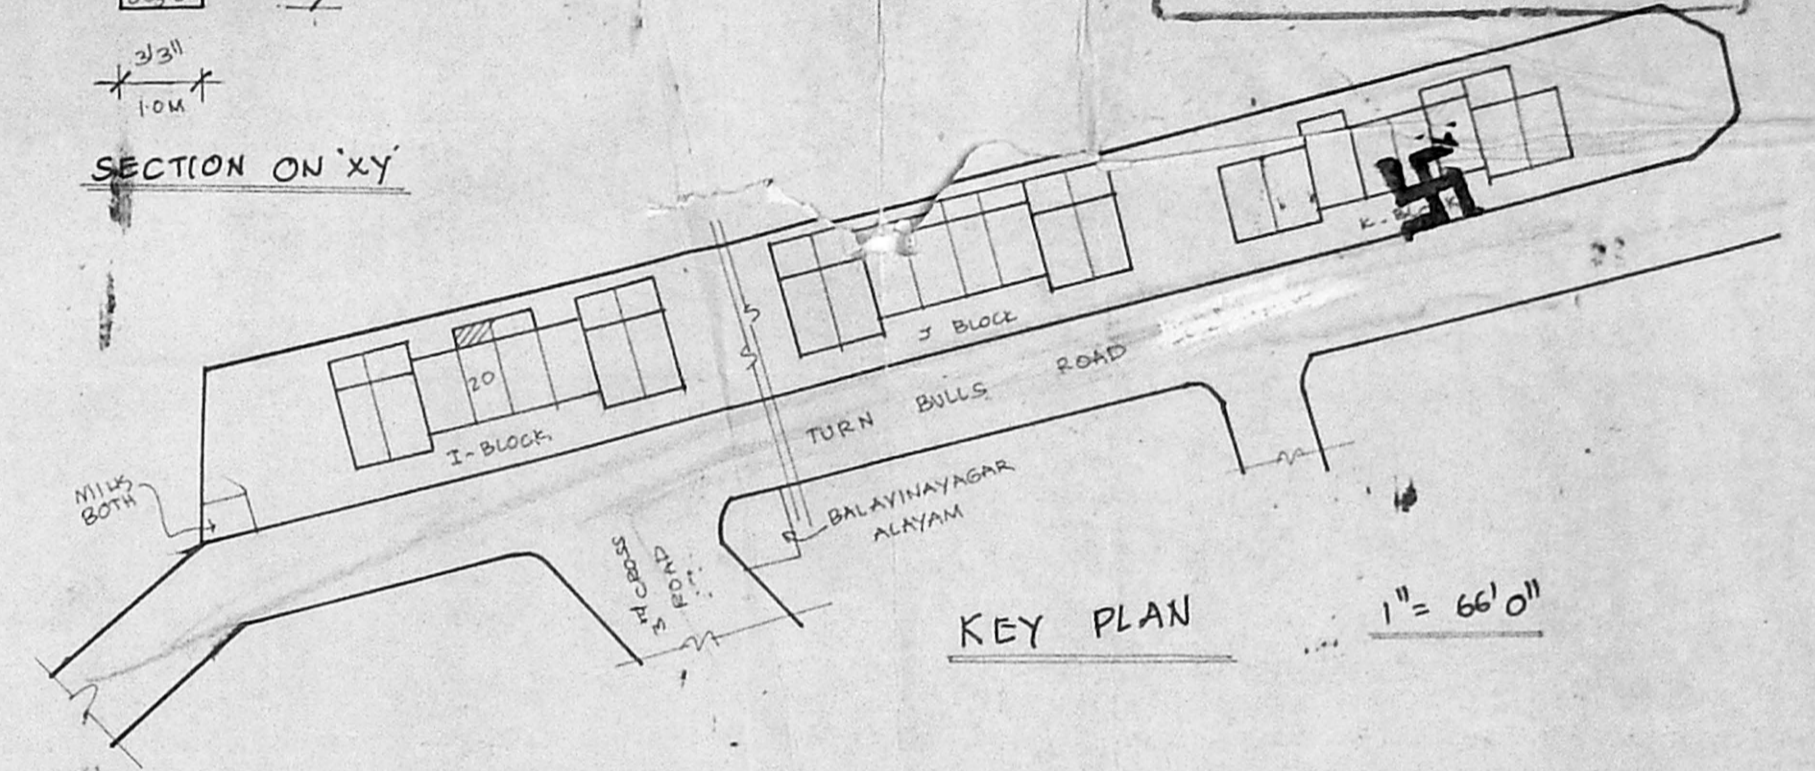 3/3"
1.0M
SECTION ON 'XY'
20
I-BLOCK
J BLOCK
K-BLOCK
TURN BULLS ROAD
MILK
BOTH
BALAVINAYAGAR
ALAYAM
3rd CROSS
ROAD
KEY PLAN
1"= 66'0"